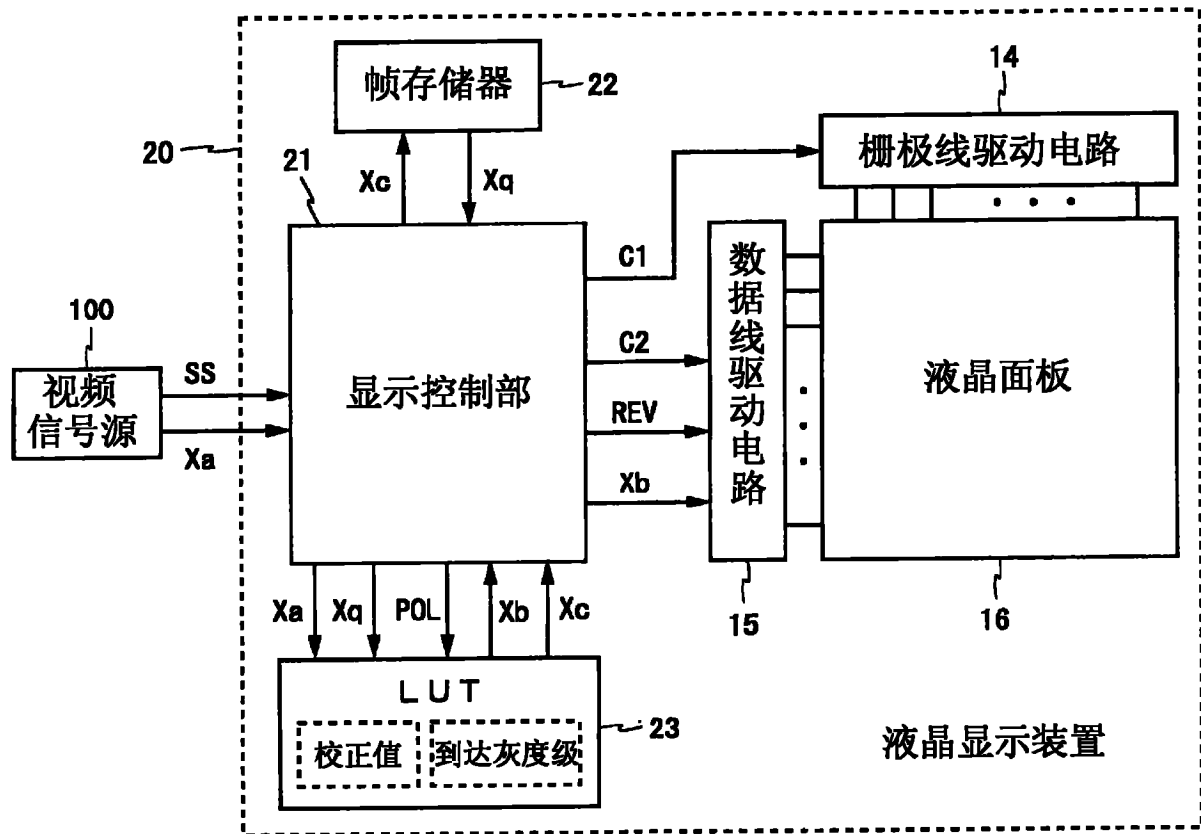 帧存储器
22
14
20
21
Xc
Xq
栅极线驱动电路
C1
100
视频
信号源
SS
Xa
显示控制部
C2
REV
Xb
数据线驱动电路
液晶面板
15
16
Xa
Xq
POL
Xb
Xc
LUT
校正值
到达灰度级
23
液晶显示装置